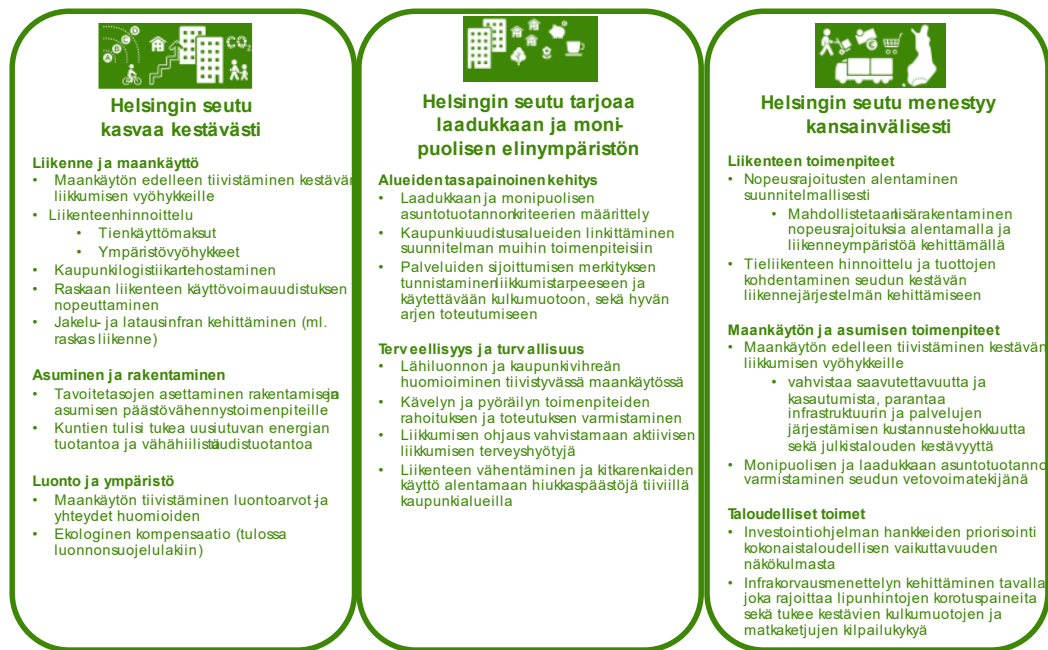 A
B
C
D
CO₂
Helsingin seutu
kasvaa kestävästi
Liikenne ja maankäyttö
• Maankäytön edelleen tiivistäminen kestävän
liikkumisen vyöhykkeille
• Liikenteenhinnoittelu
• Tienkäyttömaksut
• Ympäristövyöhykkeet
• Kaupunkilogistiikan tehostaminen
• Raskaan liikenteen käyttövoimauudistuksen
nopeuttaminen
• Jakelu- ja latausinfran kehittäminen (ml.
raskas liikenne)
Asuminen ja rakentaminen
• Tavoitetasojen asettaminen rakentamisen ja
asumisen päästövähennystoimenpiteille
• Kuntien tulisi tukea uusiutuvan energian
tuotantoa ja vähähiilistä uudistuotantoa
Luonto ja ympäristö
• Maankäytön tiivistäminen luontoarvot ja
yhteydet huomioiden
• Ekologinen kompensaatio (tulossa
luonnonsuojelulakiin)
Helsingin seutu tarjoaa
laadukkaan ja moni-
puolisen elinympäristön
Alueiden tasapainoinen kehitys
• Laadukkaan ja monipuolisen
asuntotuotannon kriteerien määrittely
• Kaupunkiuudistusalueiden linkittäminen
suunnitelman muihin toimenpiteisiin
• Palveluiden sijoittumisen merkityksen
tunnistaminen liikkumistarpeeseen ja
käytettävään kulkumuotoon, sekä hyvän
arjen toteutumiseen
Terveellisyys ja turvallisuus
• Lähiluonnon ja kaupunkivihreän
huomioiminen tiivistyvässä maankäytössä
• Kävelyn ja pyöräilyn toimenpiteiden
rahoituksen ja toteutuksen varmistaminen
• Liikkumisen ohjaus vahvistamaan aktiivisen
liikkumisen terveyshyötyjä
• Liikenteen vähentäminen ja kitkarenkaiden
käyttö alentamaan hiukkaspäästöjä tiiviillä
kaupunkialueilla
Helsingin seutu menestyy
kansainvälisesti
Liikenteen toimenpiteet
• Nopeusrajoitusten alentaminen
suunnitelmallisesti
• Mahdollistetaan lisärakentaminen
nopeusrajoituksia alentamalla ja
liikenneympäristöä kehittämällä
• Tieliikenteen hinnoittelu ja tuottojen
kohdentaminen seudun kestävän
liikennejärjestelmän kehittämiseen
Maankäytön ja asumisen toimenpiteet
• Maankäytön edelleen tiivistäminen kestävän
liikkumisen vyöhykkeille
• vahvistaa saavutettavuutta ja
kasautumista, parantaa
infrastruktuurin ja palvelujen
järjestämisen kustannustehokkuutta
sekä julkistalouden kestävyyttä
• Monipuolisen ja laadukkaan asuntotuotanno
varmistaminen seudun vetovoimatekijänä
Taloudelliset toimet
• Investointiohjelman hankkeiden priorisointi
kokonaistaloudellisen vaikuttavuuden
näkökulmasta
• Infrakorvausmenettelyn kehittäminen tavalla
joka rajoittaa lipunhintojen korotuspaineita
sekä tukee kestävien kulkumuotojen ja
matkaketjujen kilpailukykyä